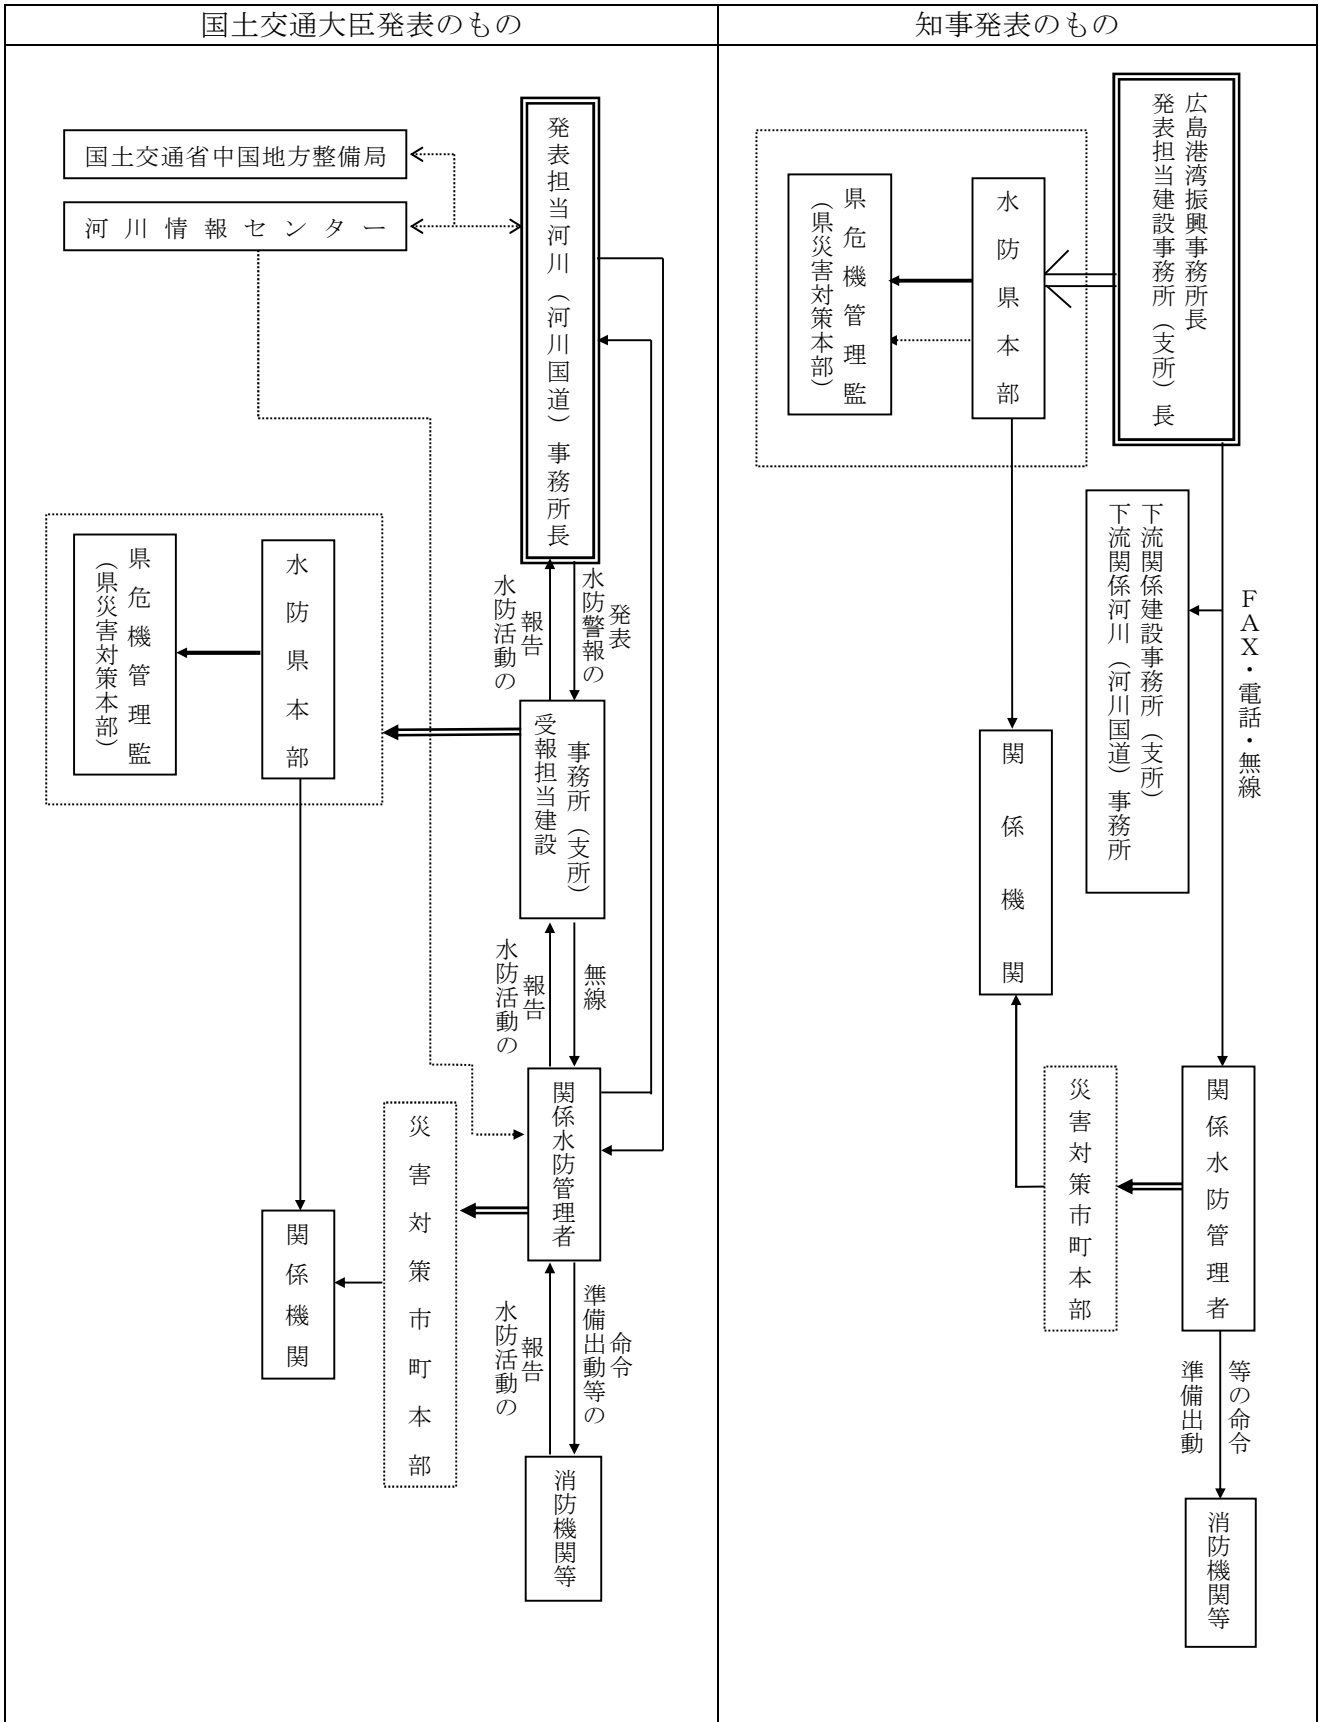 国土交通大臣発表のもの
知事発表のもの
国土交通省中国地方整備局
河川情報センター
発表担当河川（河川国道）事務所長
水防警報の
発表
水防活動の
報告
県危機管理監
（県災害対策本部）
水防県本部
受報担当建設
事務所（支所）
無線
水防活動の
報告
関係水防管理者
災害対策市町本部
関係機関
準備出動等の
命令
水防活動の
報告
消防機関等
広島港湾振興事務所長
発表担当建設事務所（支所）長
水防県本部
県危機管理監
（県災害対策本部）
下流関係建設事務所（支所）
下流関係河川（河川国道）事務所
ＦＡＸ・電話・無線
関係機関
関係水防管理者
災害対策市町本部
準備出動
等の命令
消防機関等